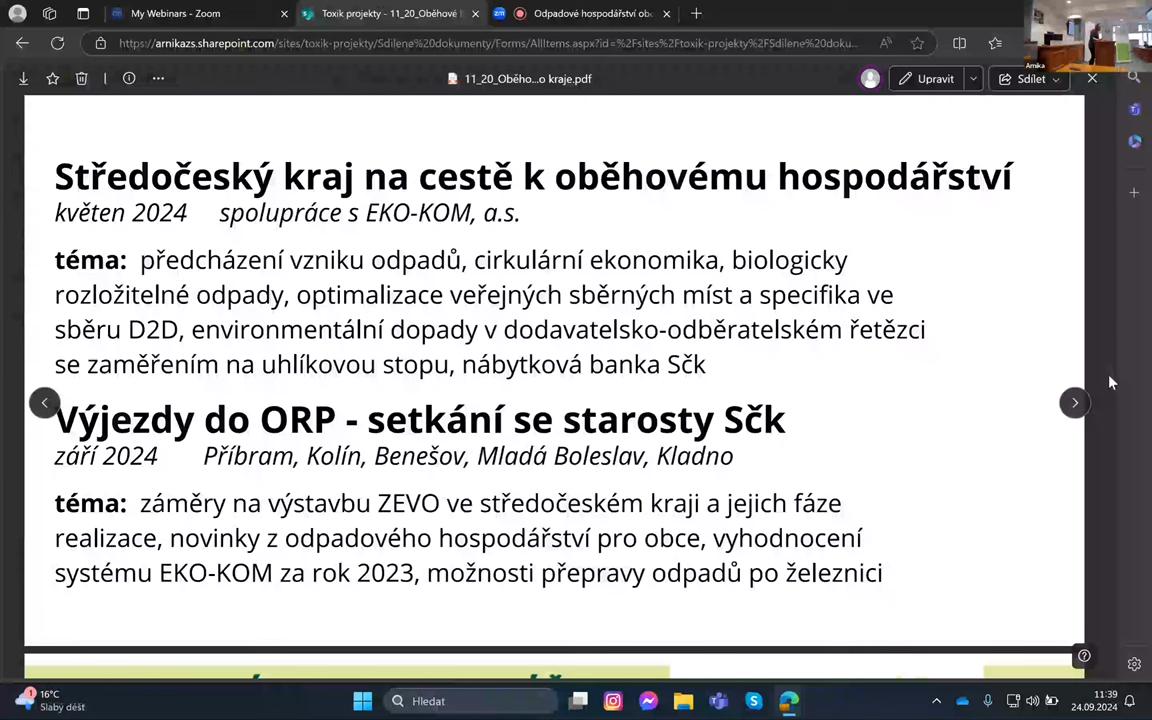 My Webinars - Zoom
Toxik projekty - 11_20_Oběhové
Odpadové hospodářství ob
https://arnikazs.sharepoint.com/sites/toxik-projekty/Sdilene%20dokumenty/Forms/AllItems.aspx?id=%2Fsites%2Ftoxik-projekty%2FSdilene%20doku...
Arnika
11_20_Oběho...o kraje.pdf
Upravit
Sdílet
Středočeský kraj na cestě k oběhovému hospodářství
květen 2024 spolupráce s EKO-KOM, a.s.
téma: předcházení vzniku odpadů, cirkulární ekonomika, biologicky
rozložitelné odpady, optimalizace veřejných sběrných míst a specifika ve
sběru D2D, environmentální dopady v dodavatelsko-odběratelském řetězci
se zaměřením na uhlíkovou stopu, nábytková banka Sčk
Výjezdy do ORP - setkání se starosty Sčk
září 2024 Příbram, Kolín, Benešov, Mladá Boleslav, Kladno
téma: záměry na výstavbu ZEVO ve středočeském kraji a jejich fáze
realizace, novinky z odpadového hospodářství pro obce, vyhodnocení
systému EKO-KOM za rok 2023, možnosti přepravy odpadů po železnici
1
16°C
Slabý déšť
Hledat
11:39
24.09.2024